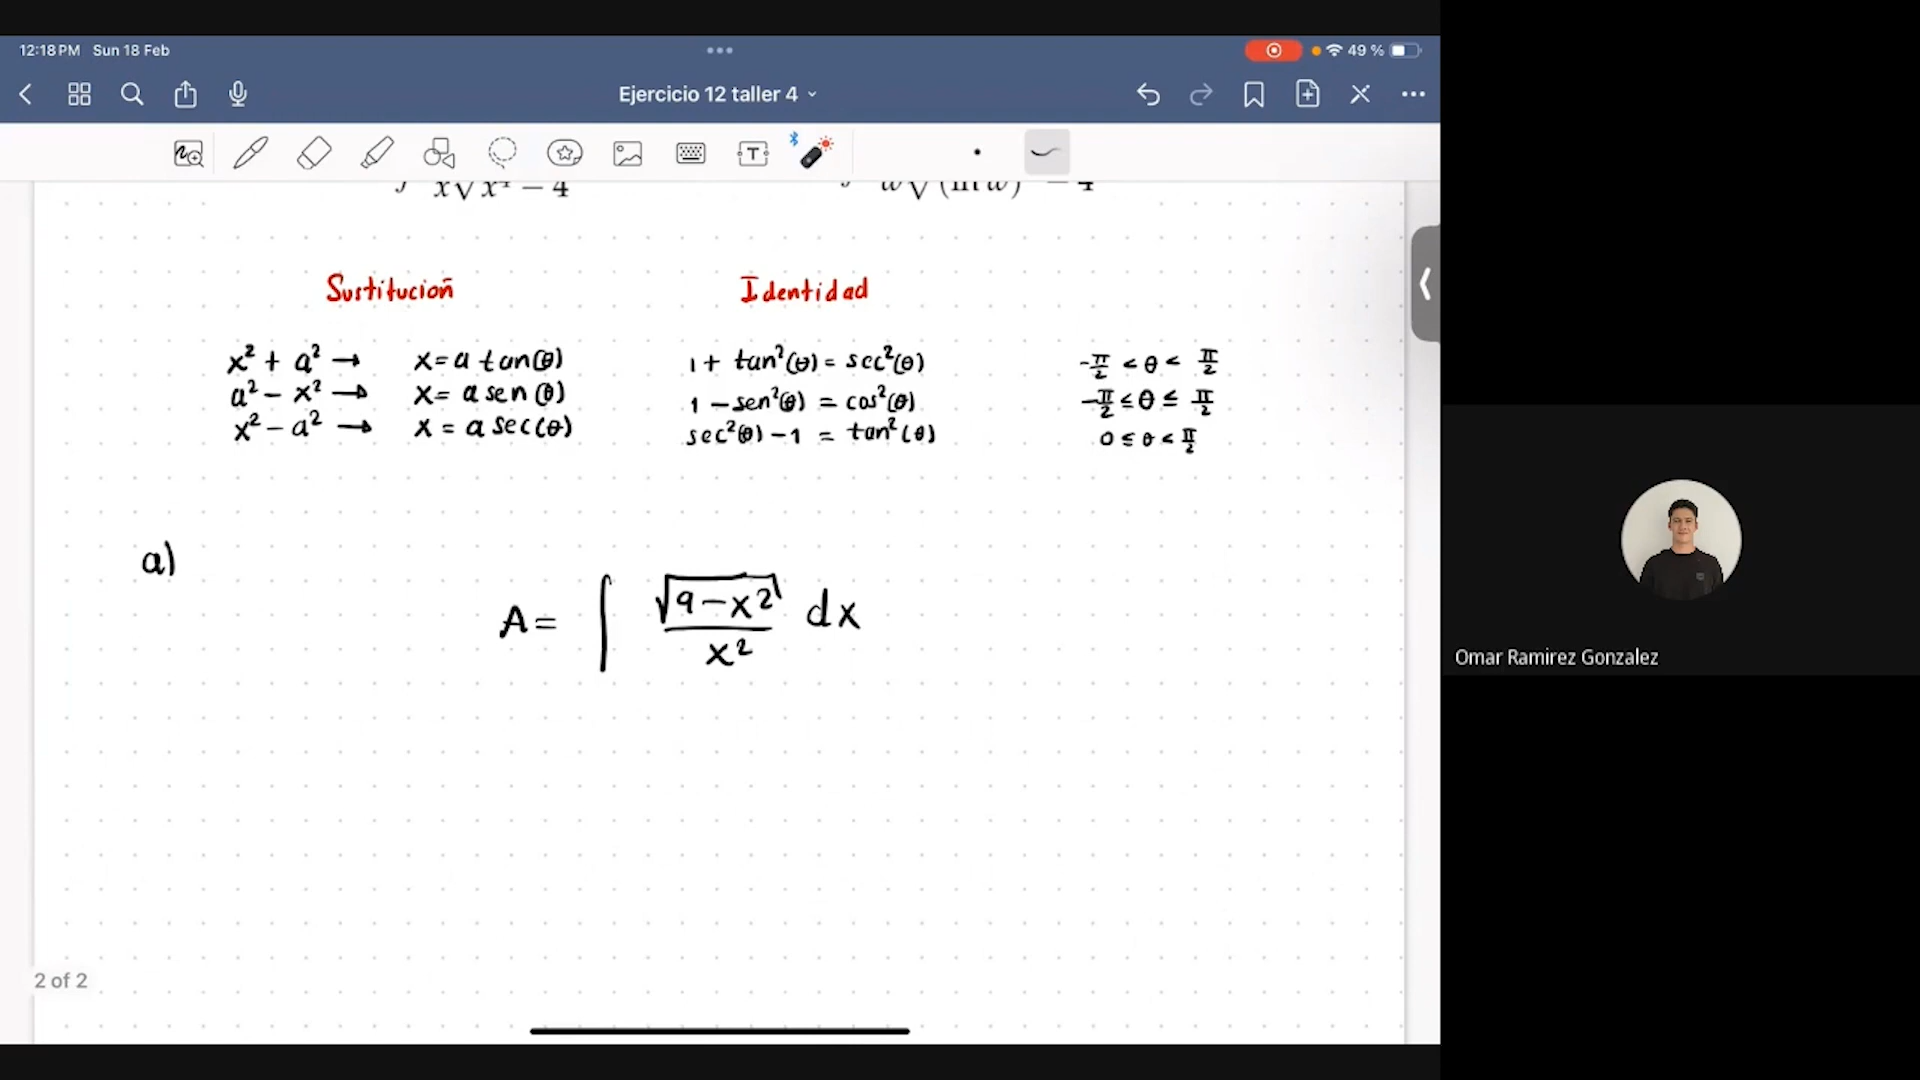 12:18 PM Sun 18 Feb
49 %
Ejercicio 12 taller 4
Sustitución Identidad
x² + a² → x = a tan(θ) 1 + tan²(θ) = sec²(θ) -π/2 < θ < π/2
a² - x² → x = a sen(θ) 1 - sen²(θ) = cos²(θ) -π/2 ≤ θ ≤ π/2
x² - a² → x = a sec(θ) sec²(θ) - 1 = tan²(θ) 0 ≤ θ < π/2
a)
A = ∫ √(9 - x²) / x² dx
2 of 2
Omar Ramirez Gonzalez